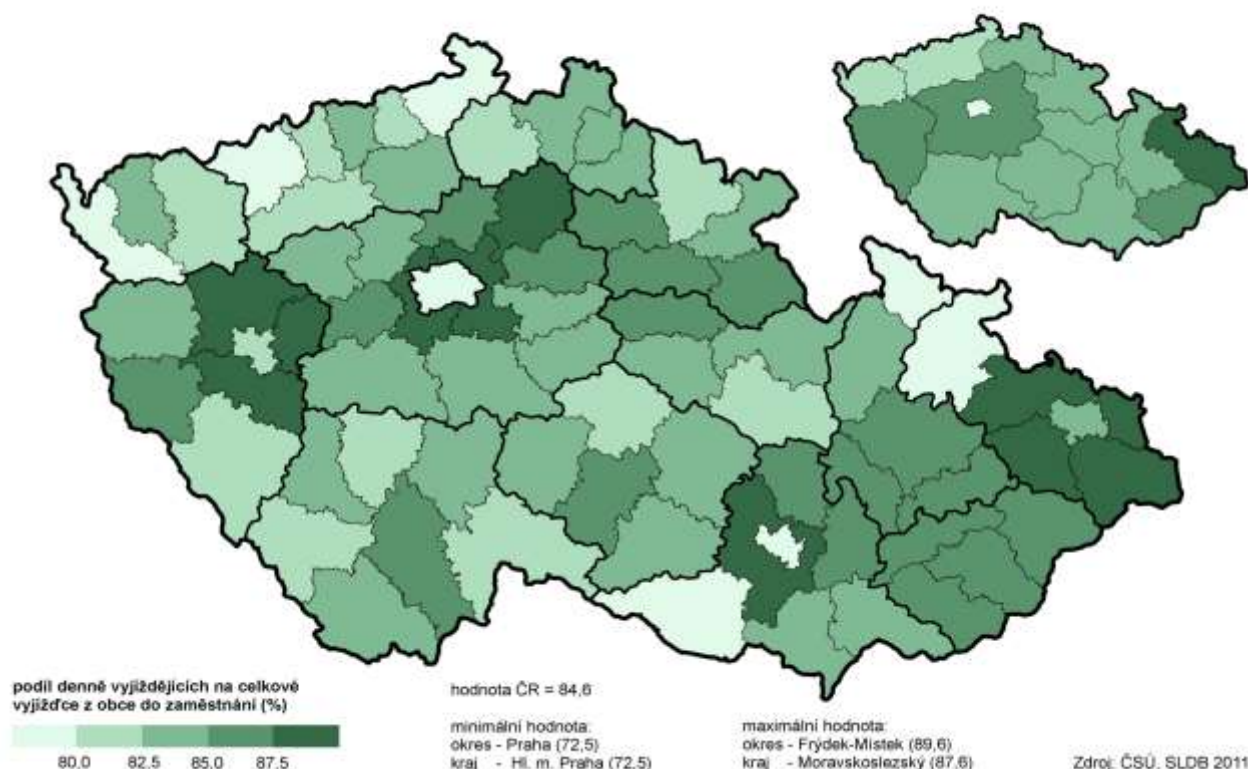 podíl denně vyjíždějících na celkové
vyjížďce z obce do zaměstnání (%)
80,0 82,5 85,0 87,5
hodnota ČR = 84,6
minimální hodnota:
okres - Praha (72,5)
kraj - Hl. m. Praha (72,5)
maximální hodnota:
okres - Frýdek-Místek (89,6)
kraj - Moravskoslezský (87,6)
Zdroj: ČSÚ, SLDB 2011